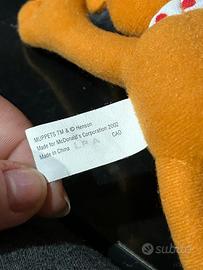 MUPPETS TM & © Henson
Made for McDonald's Corporation 2002
Made in China
CAO
subito